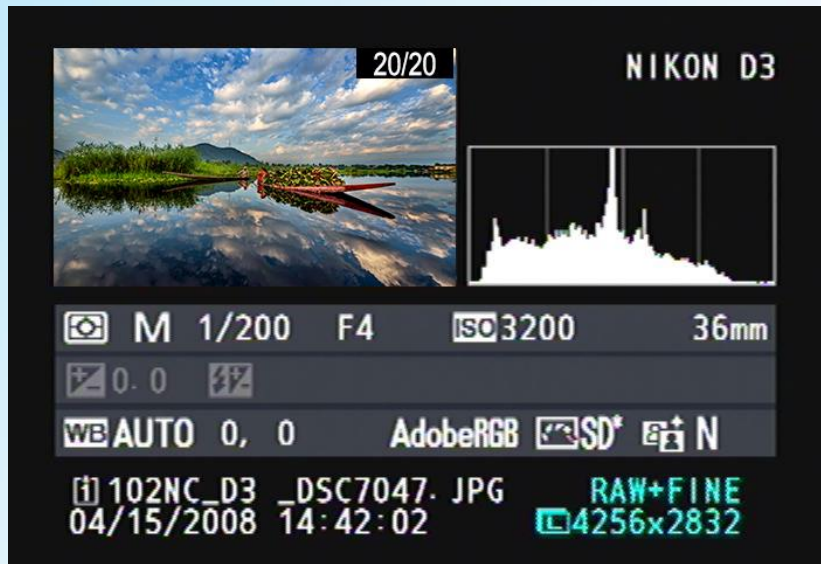 20/20
NIKON D3
M 1/200 F4 ISO 3200 36mm
0.0
WB AUTO 0, 0 AdobeRGB SD* N
[1] 102NC_D3 _DSC7047.JPG RAW+FINE
04/15/2008 14:42:02 L 4256x2832